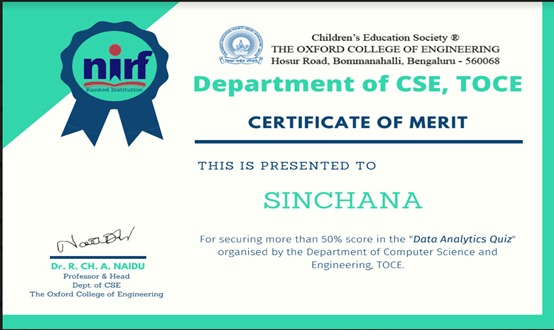 nirf
Ranked Institution
Children's Education Society ®
THE OXFORD COLLEGE OF ENGINEERING
Hosur Road, Bommanahalli, Bengaluru - 560068
Department of CSE, TOCE
CERTIFICATE OF MERIT
THIS IS PRESENTED TO
SINCHANA
For securing more than 50% score in the "Data Analytics Quiz"
organised by the Department of Computer Science and
Engineering, TOCE.
Dr. R. CH. A. NAIDU
Professor & Head
Dept. of CSE
The Oxford College of Engineering